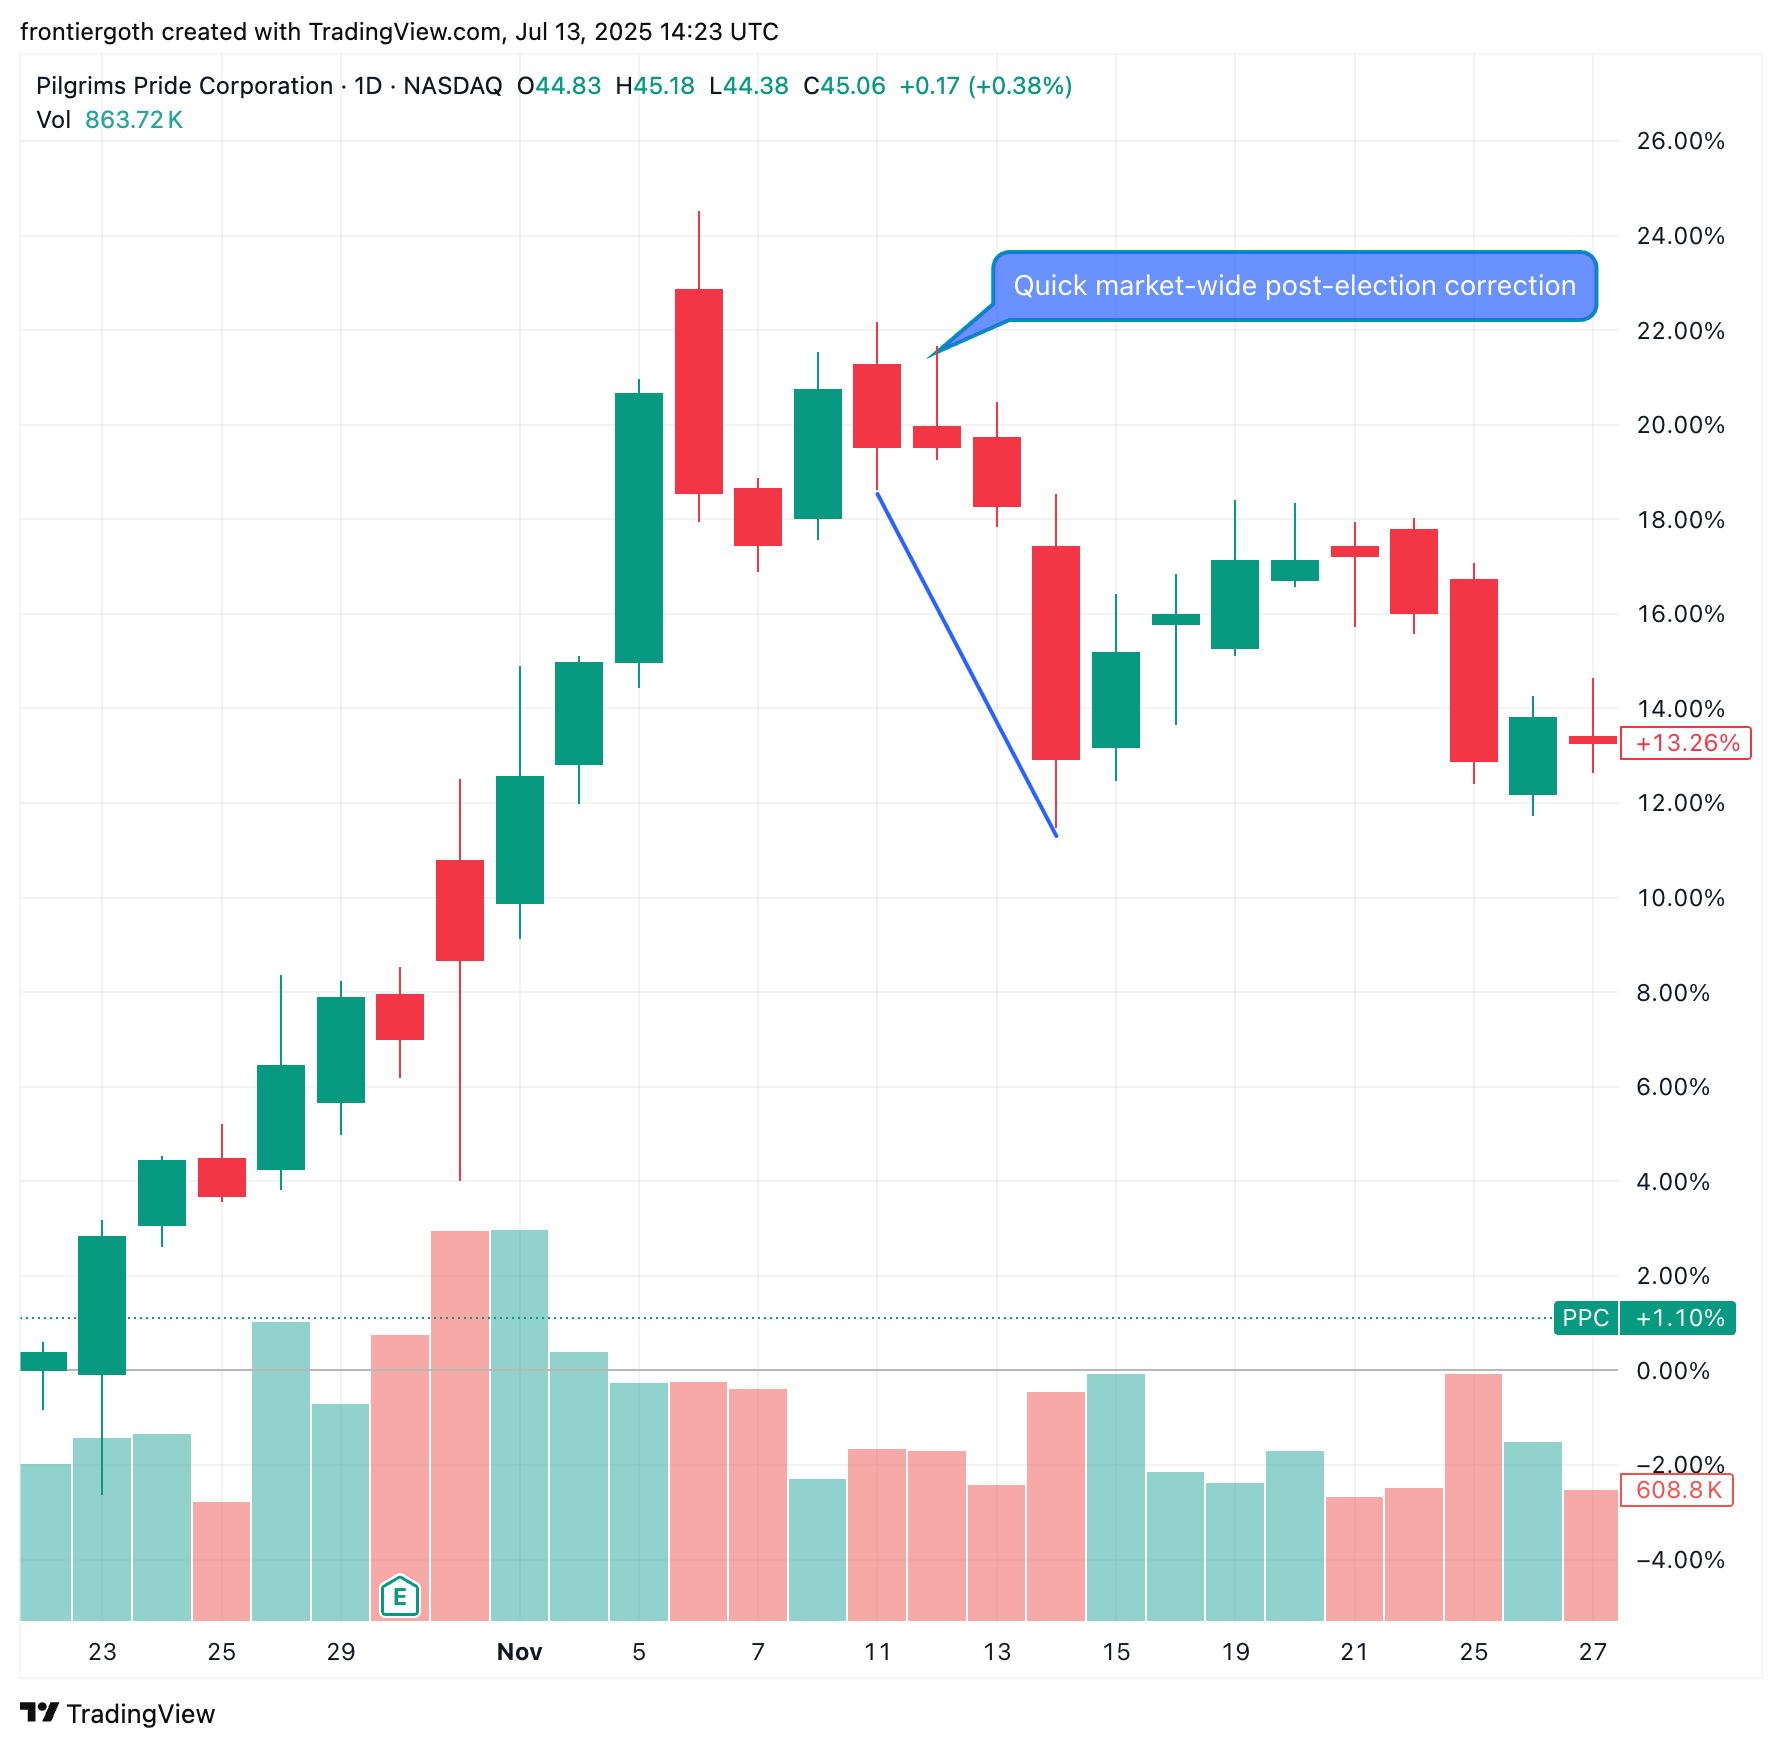 frontiergoth created with TradingView.com, Jul 13, 2025 14:23 UTC
Pilgrims Pride Corporation · 1D · NASDAQ O44.83 H45.18 L44.38 C45.06 +0.17 (+0.38%)
Vol 863.72 K
26.00%
24.00%
Quick market-wide post-election correction
22.00%
20.00%
18.00%
16.00%
14.00%
+13.26%
12.00%
10.00%
8.00%
6.00%
4.00%
2.00%
PPC +1.10%
0.00%
−2.00%
608.8 K
−4.00%
E
23 25 29 Nov 5 7 11 13 15 19 21 25 27
TradingView